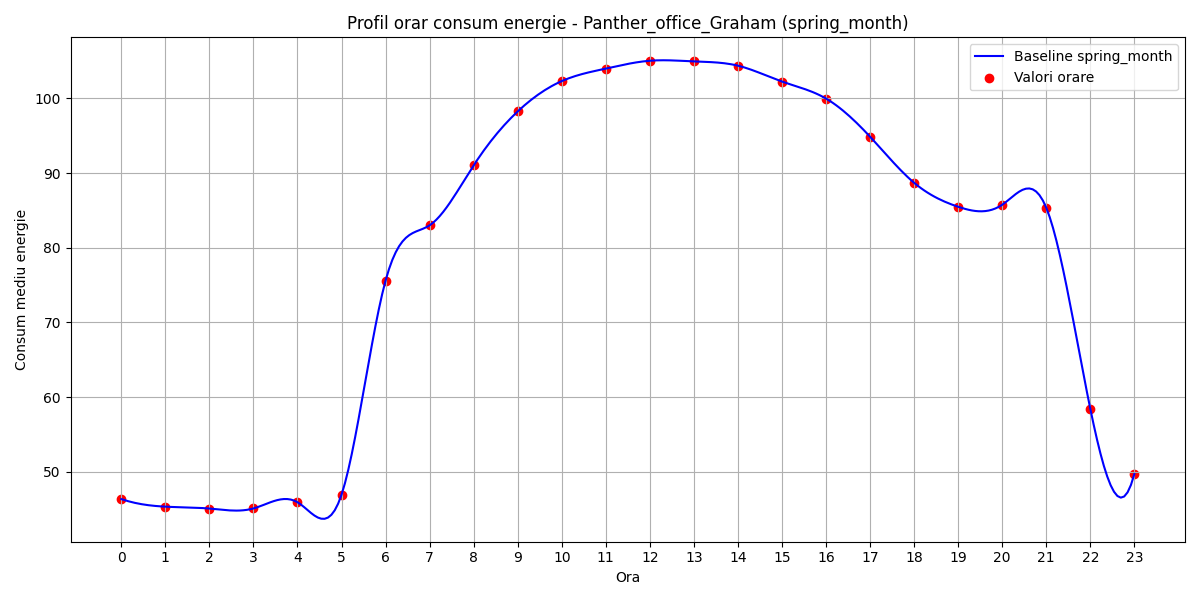 Profil orar consum energie - Panther_office_Graham (spring_month)
Baseline spring_month
Valori orare
Consum mediu energie
100
90
80
70
60
50
0 1 2 3 4 5 6 7 8 9 10 11 12 13 14 15 16 17 18 19 20 21 22 23
Ora